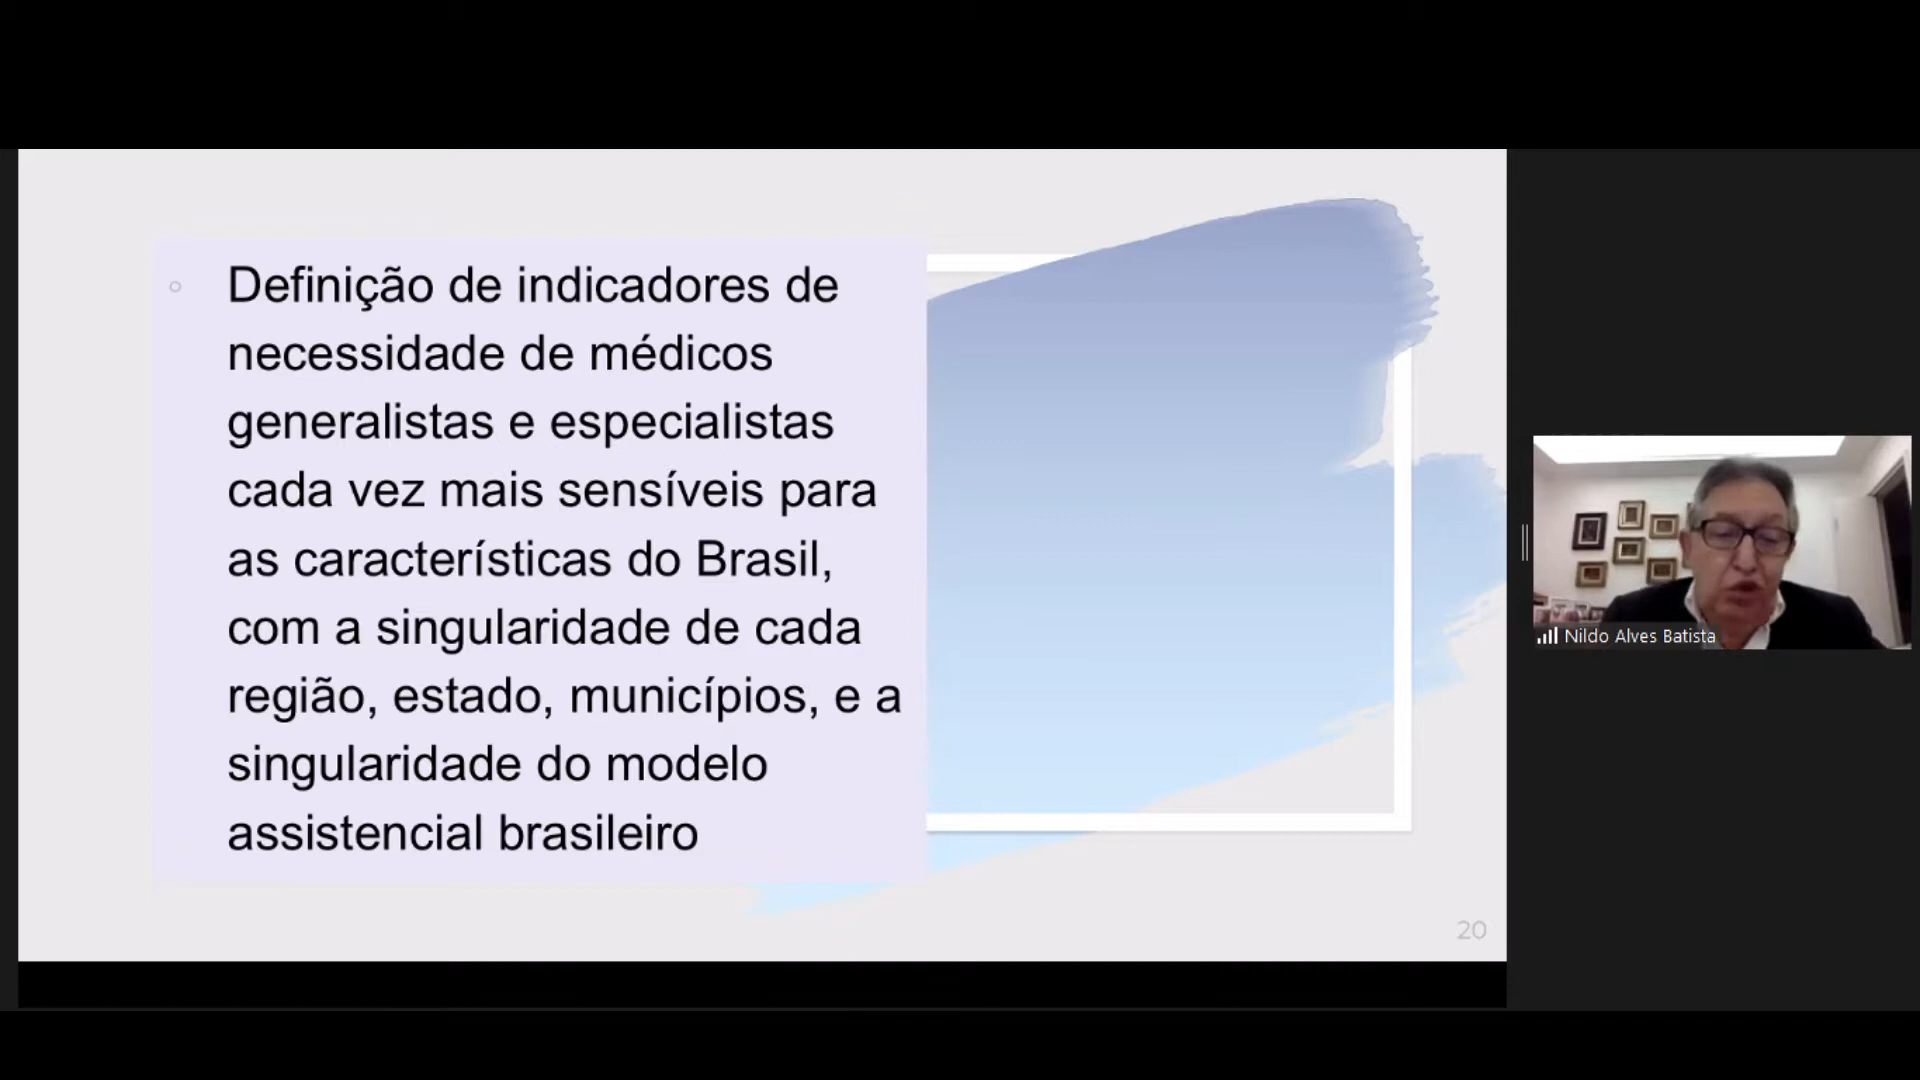 Definição de indicadores de
necessidade de médicos
generalistas e especialistas
cada vez mais sensíveis para
as características do Brasil,
com a singularidade de cada
região, estado, municípios, e a
singularidade do modelo
assistencial brasileiro
20
Nildo Alves Batista